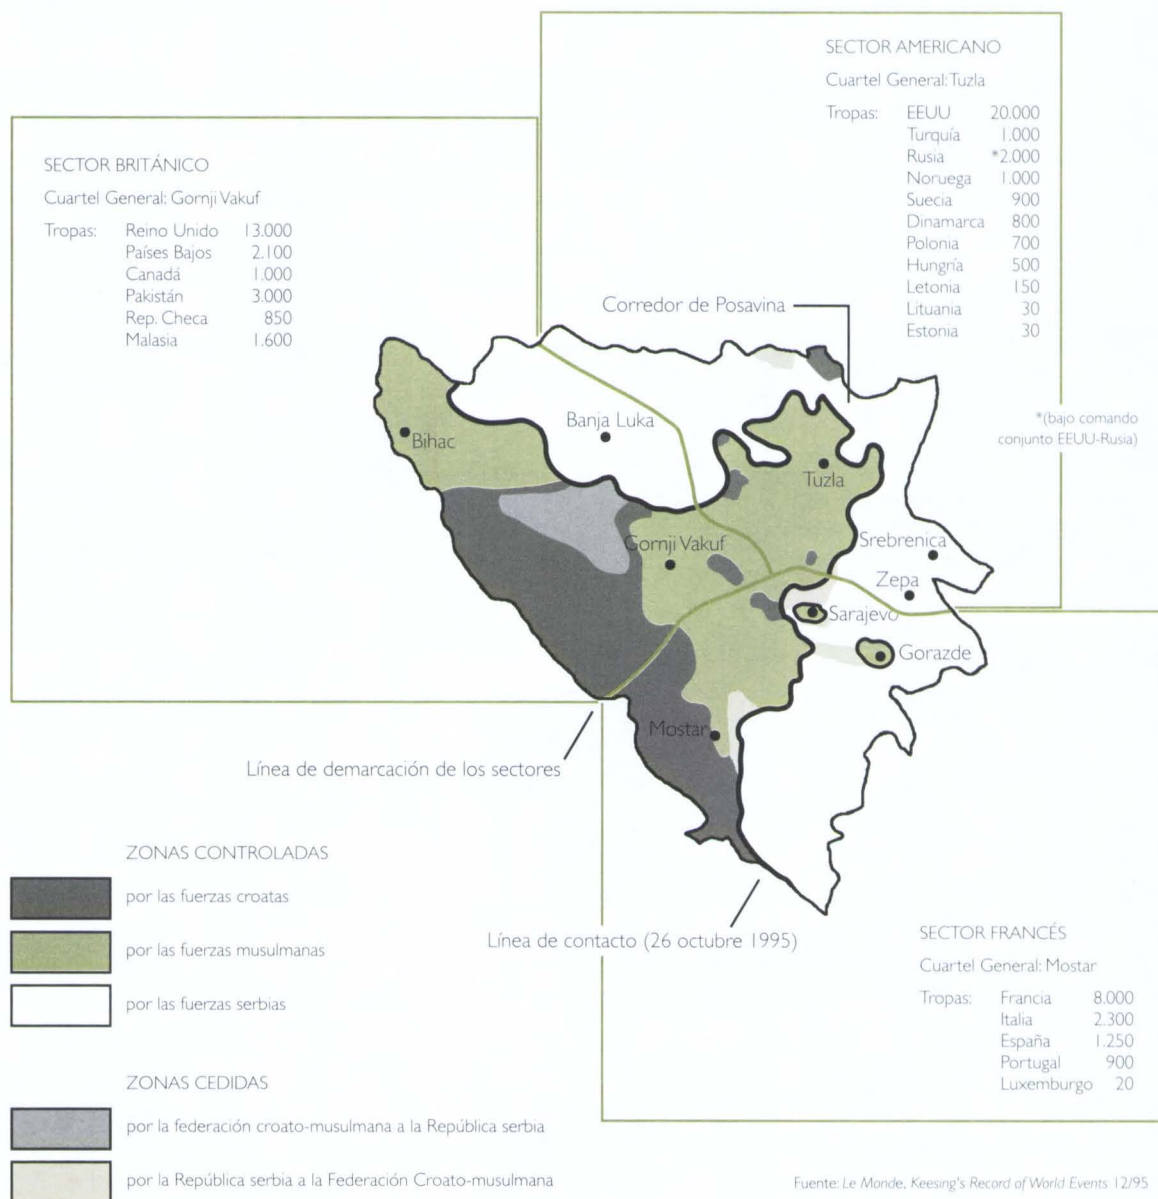 SECTOR AMERICANO
Cuartel General: Tuzla
Tropas: EEUU 20.000
Turquía 1.000
Rusia *2.000
Noruega 1.000
Suecia 900
Dinamarca 800
Polonia 700
Hungría 500
Letonia 150
Lituania 30
Estonia 30
*(bajo comando
conjunto EEUU-Rusia)
SECTOR BRITÁNICO
Cuartel General: Gornji Vakuf
Tropas: Reino Unido 13.000
Países Bajos 2.100
Canadá 1.000
Pakistán 3.000
Rep. Checa 850
Malasia 1.600
Corredor de Posavina
Bihac
Banja Luka
Tuzla
Gornji Vakuf
Srebrenica
Zepa
Sarajevo
Gorazde
Mostar
Línea de demarcación de los sectores
Línea de contacto (26 octubre 1995)
ZONAS CONTROLADAS
por las fuerzas croatas
por las fuerzas musulmanas
por las fuerzas serbias
ZONAS CEDIDAS
por la federación croato-musulmana a la República serbia
por la República serbia a la Federación Croato-musulmana
SECTOR FRANCÉS
Cuartel General: Mostar
Tropas: Francia 8.000
Italia 2.300
España 1.250
Portugal 900
Luxemburgo 20
Fuente: Le Monde, Keesing's Record of World Events 12/95